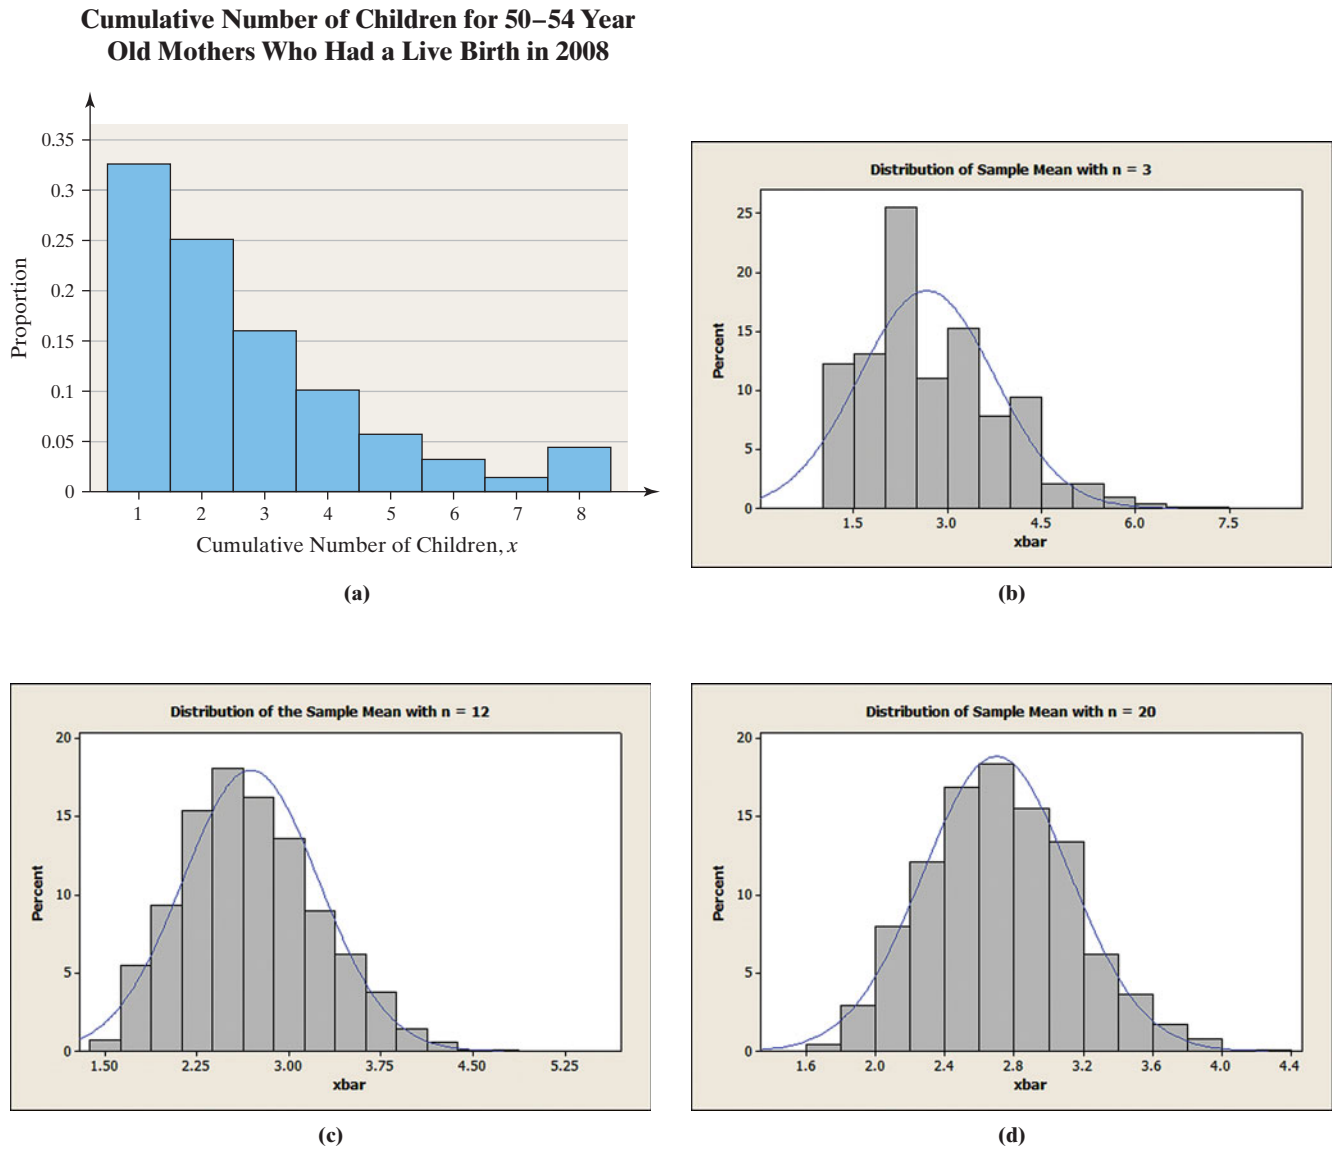 Cumulative Number of Children for 50–54 Year
Old Mothers Who Had a Live Birth in 2008
Proportion
0.35
0.3
0.25
0.2
0.15
0.1
0.05
0
1 2 3 4 5 6 7 8
Cumulative Number of Children, x
(a)
Distribution of Sample Mean with n = 3
Percent
25
20
15
10
5
0
1.5 3.0 4.5 6.0 7.5
xbar
(b)
Distribution of the Sample Mean with n = 12
Percent
20
15
10
5
0
1.50 2.25 3.00 3.75 4.50 5.25
xbar
(c)
Distribution of Sample Mean with n = 20
Percent
20
15
10
5
0
1.6 2.0 2.4 2.8 3.2 3.6 4.0 4.4
xbar
(d)